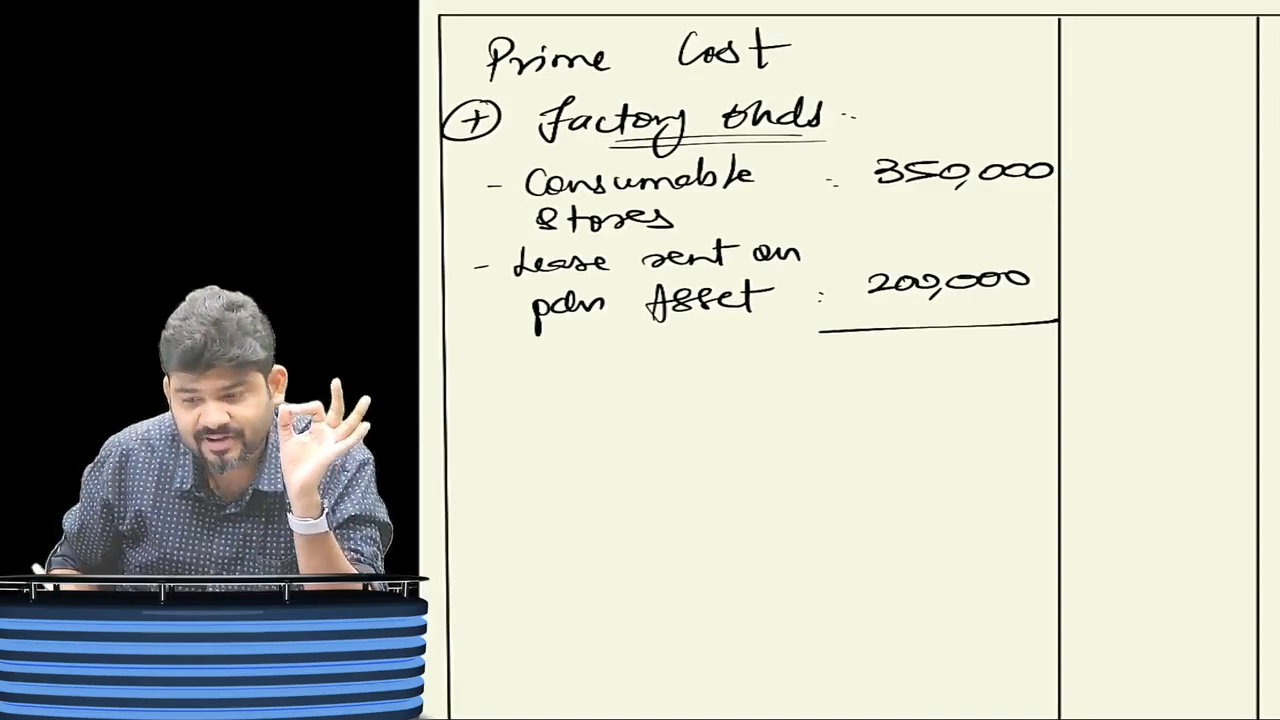 Prime Cost
+ Factory Ohds :
- Consumable : 350,000
Stores
- Lease rent on
pdn Asset : 200,000